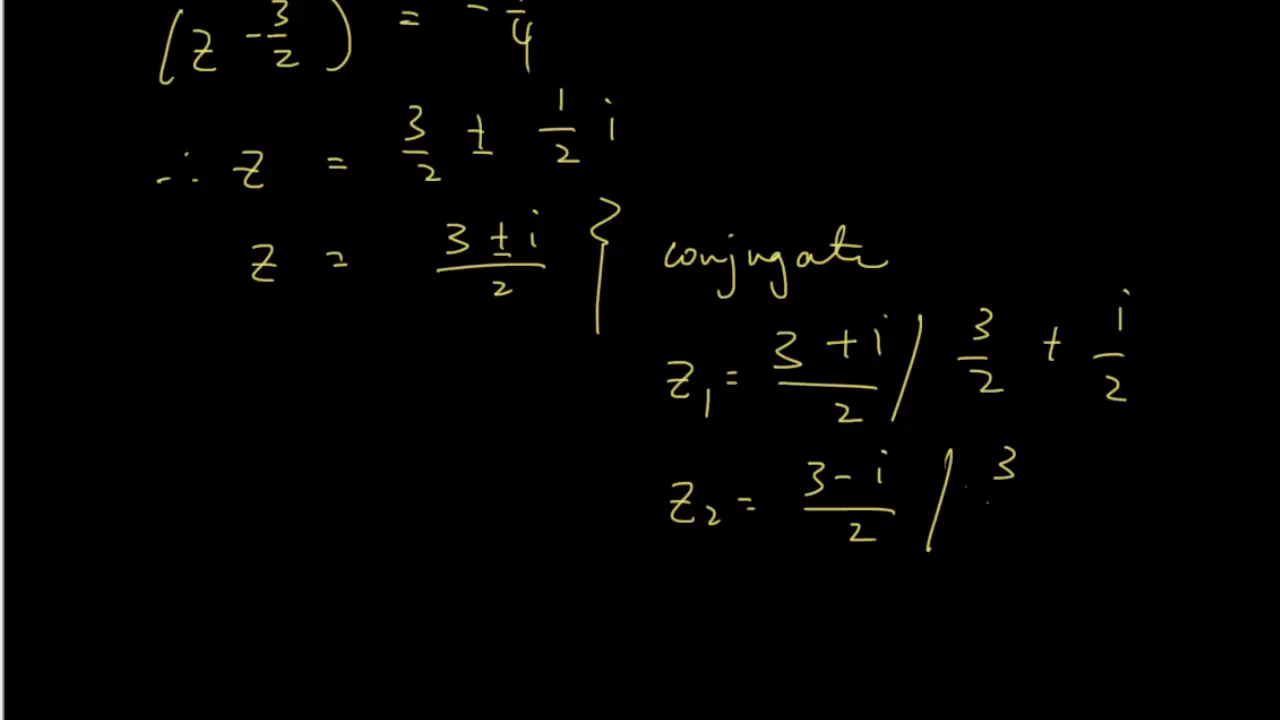 (z - 3/2) = - /4
∴ z = 3/2 ± 1/2 i
z = (3 ± i)/2 } conjugate
z₁ = (3 + i)/2 / 3/2 + i/2
z₂ = (3 - i)/2 / 3